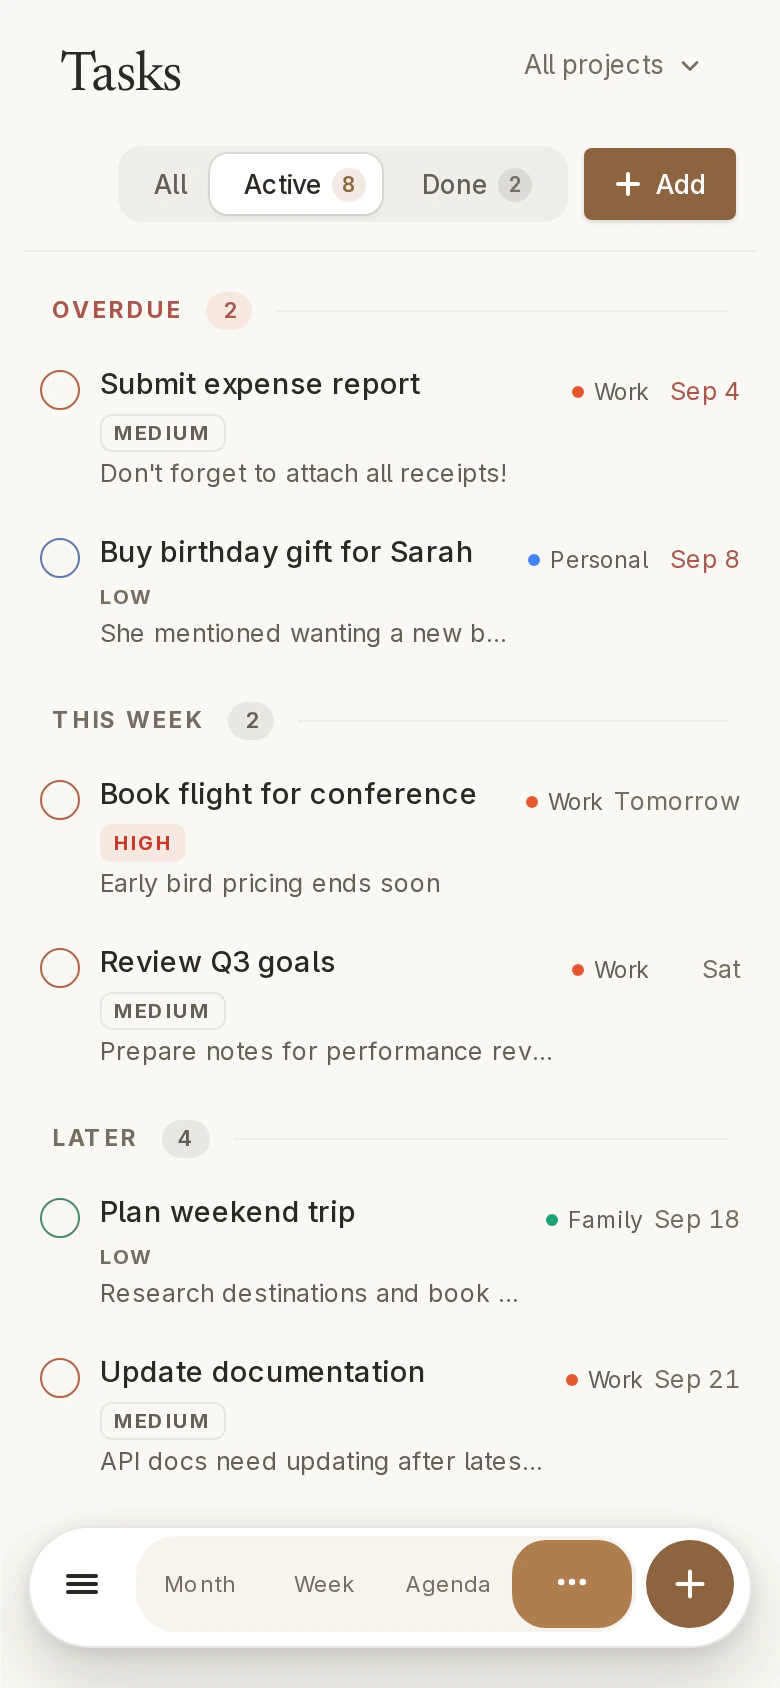 Tasks
All projects
All
Active 8
Done 2
Add
OVERDUE 2
Submit expense report
Work Sep 4
MEDIUM
Don't forget to attach all receipts!
Buy birthday gift for Sarah
Personal Sep 8
LOW
She mentioned wanting a new b...
THIS WEEK 2
Book flight for conference
Work Tomorrow
HIGH
Early bird pricing ends soon
Review Q3 goals
Work Sat
MEDIUM
Prepare notes for performance rev...
LATER 4
Plan weekend trip
Family Sep 18
LOW
Research destinations and book ...
Update documentation
Work Sep 21
MEDIUM
API docs need updating after lates...
Month
Week
Agenda